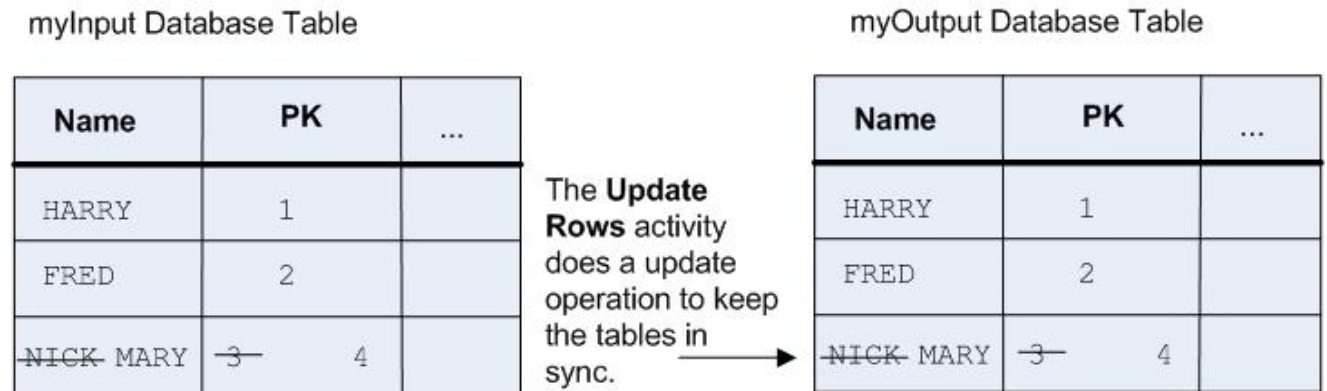 myInput Database Table
Name PK ...
HARRY 1
FRED 2
NICK MARY 3 4
The Update
Rows activity
does a update
operation to keep
the tables in
sync.
myOutput Database Table
Name PK ...
HARRY 1
FRED 2
NICK MARY 3 4